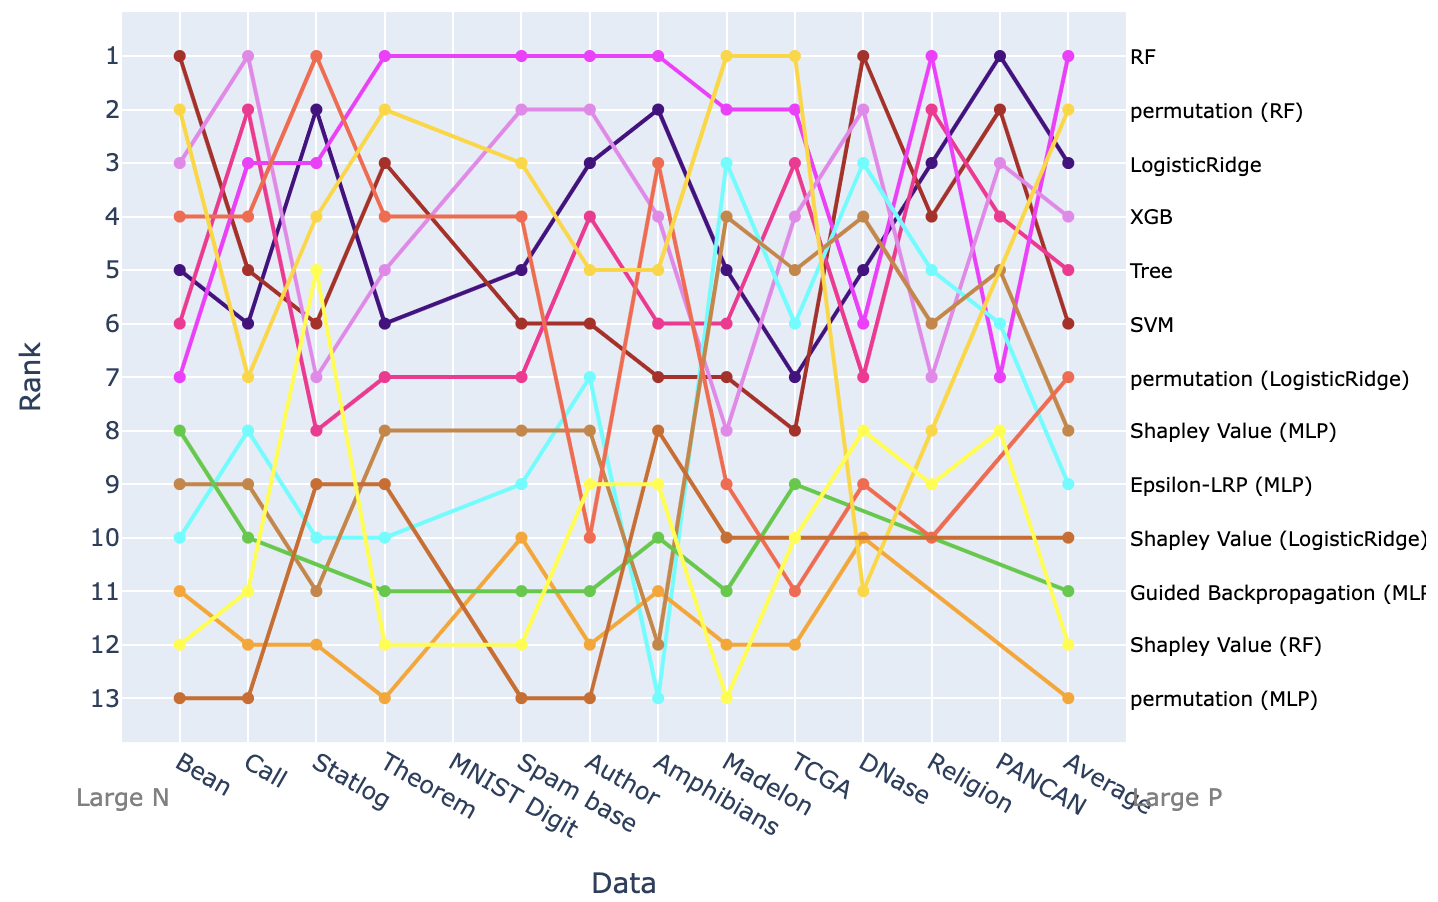 1
2
3
4
5
6
7
8
9
10
11
12
13
Rank
RF
permutation (RF)
LogisticRidge
XGB
Tree
SVM
permutation (LogisticRidge)
Shapley Value (MLP)
Epsilon-LRP (MLP)
Shapley Value (LogisticRidge)
Guided Backpropagation (MLP
Shapley Value (RF)
permutation (MLP)
Bean
Call
Statlog
Theorem
MNIST Digit
Spam base
Author
Amphibians
Madelon
TCGA
DNase
Religion
PANCAN
Average
Large N
Large P
Data